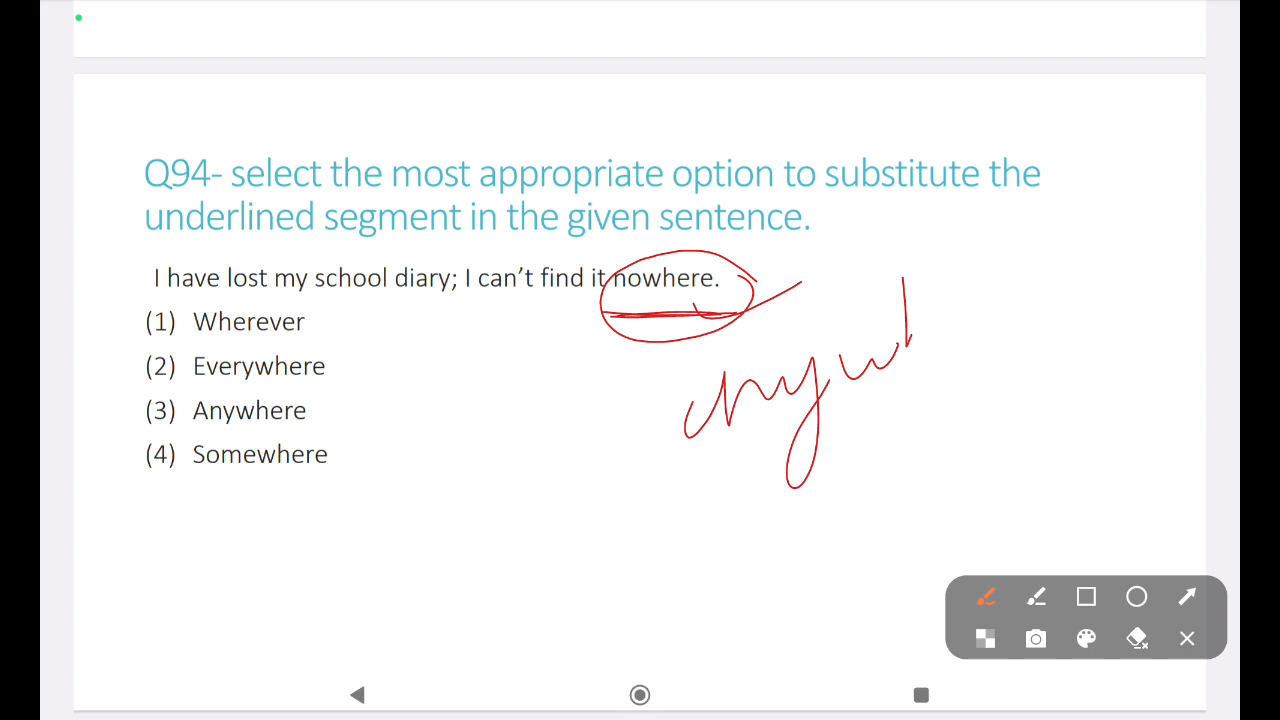 Q94- select the most appropriate option to substitute the
underlined segment in the given sentence.
I have lost my school diary; I can’t find it nowhere.
(1) Wherever
(2) Everywhere
(3) Anywhere
(4) Somewhere